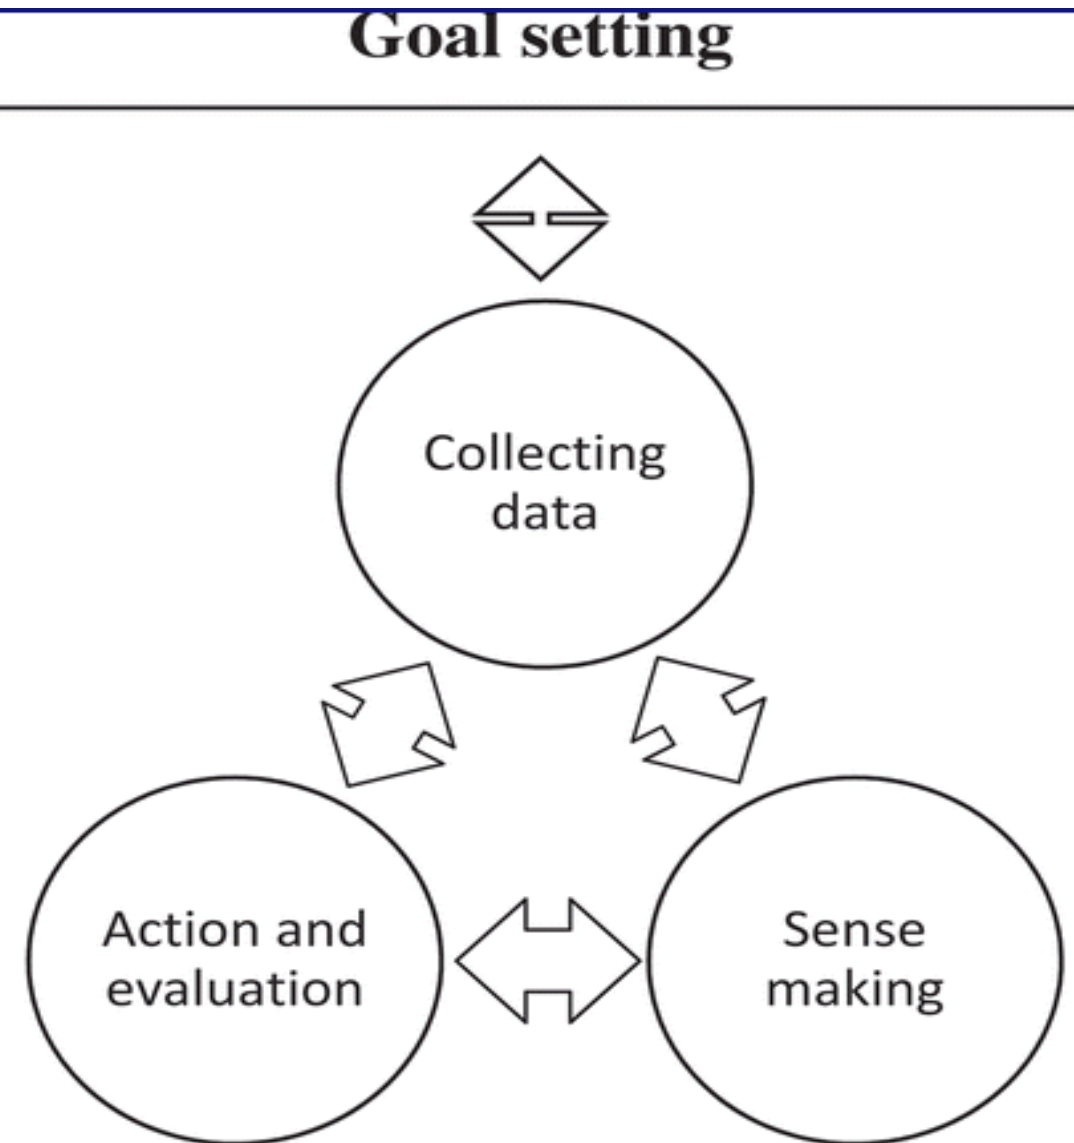 Goal setting
Collecting
data
Action and
evaluation
Sense
making